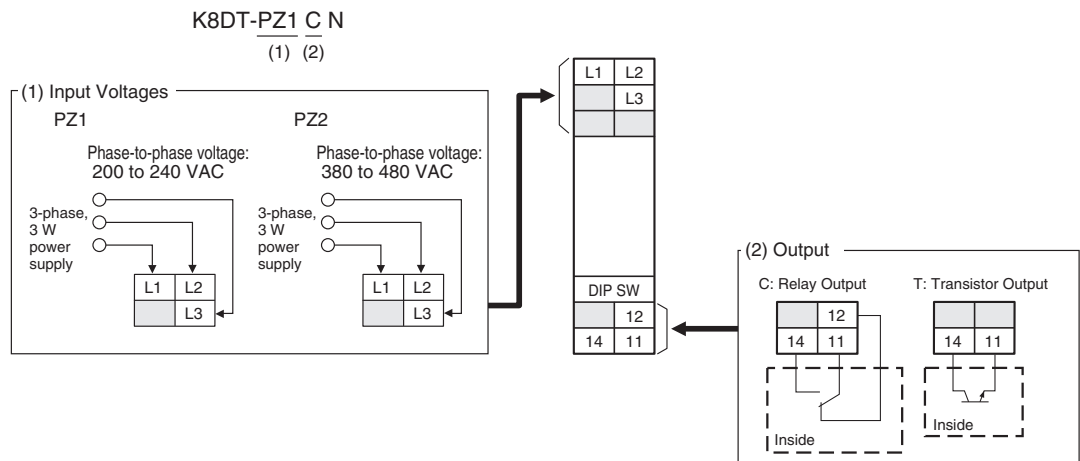 K8DT-PZ1 C N
(1) (2)
(1) Input Voltages
PZ1
Phase-to-phase voltage:
200 to 240 VAC
3-phase,
3 W
power
supply
L1 L2
L3
PZ2
Phase-to-phase voltage:
380 to 480 VAC
3-phase,
3 W
power
supply
L1 L2
L3
L1 L2
L3
DIP SW
12
14 11
(2) Output
C: Relay Output
12
14 11
Inside
T: Transistor Output
14 11
Inside